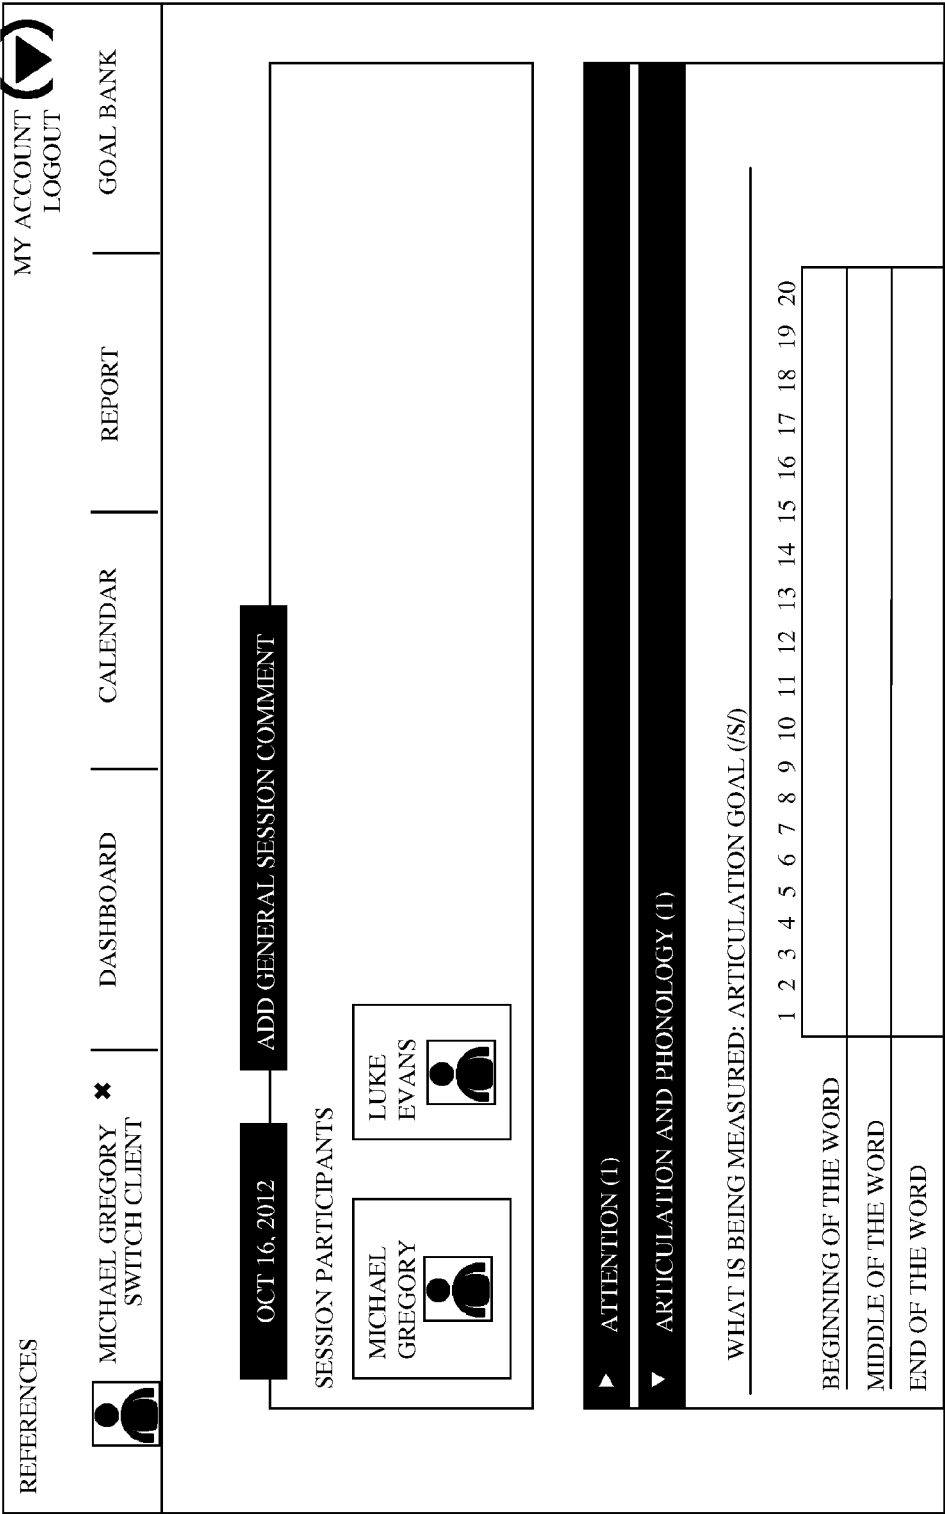 REFERENCES
MY ACCOUNT
LOGOUT
MICHAEL GREGORY
SWITCH CLIENT
DASHBOARD
CALENDAR
REPORT
GOAL BANK
OCT 16, 2012
ADD GENERAL SESSION COMMENT
SESSION PARTICIPANTS
MICHAEL
GREGORY
LUKE
EVANS
ATTENTION (1)
ARTICULATION AND PHONOLOGY (1)
WHAT IS BEING MEASURED: ARTICULATION GOAL (/S/)
1 2 3 4 5 6 7 8 9 10 11 12 13 14 15 16 17 18 19 20
BEGINNING OF THE WORD
MIDDLE OF THE WORD
END OF THE WORD